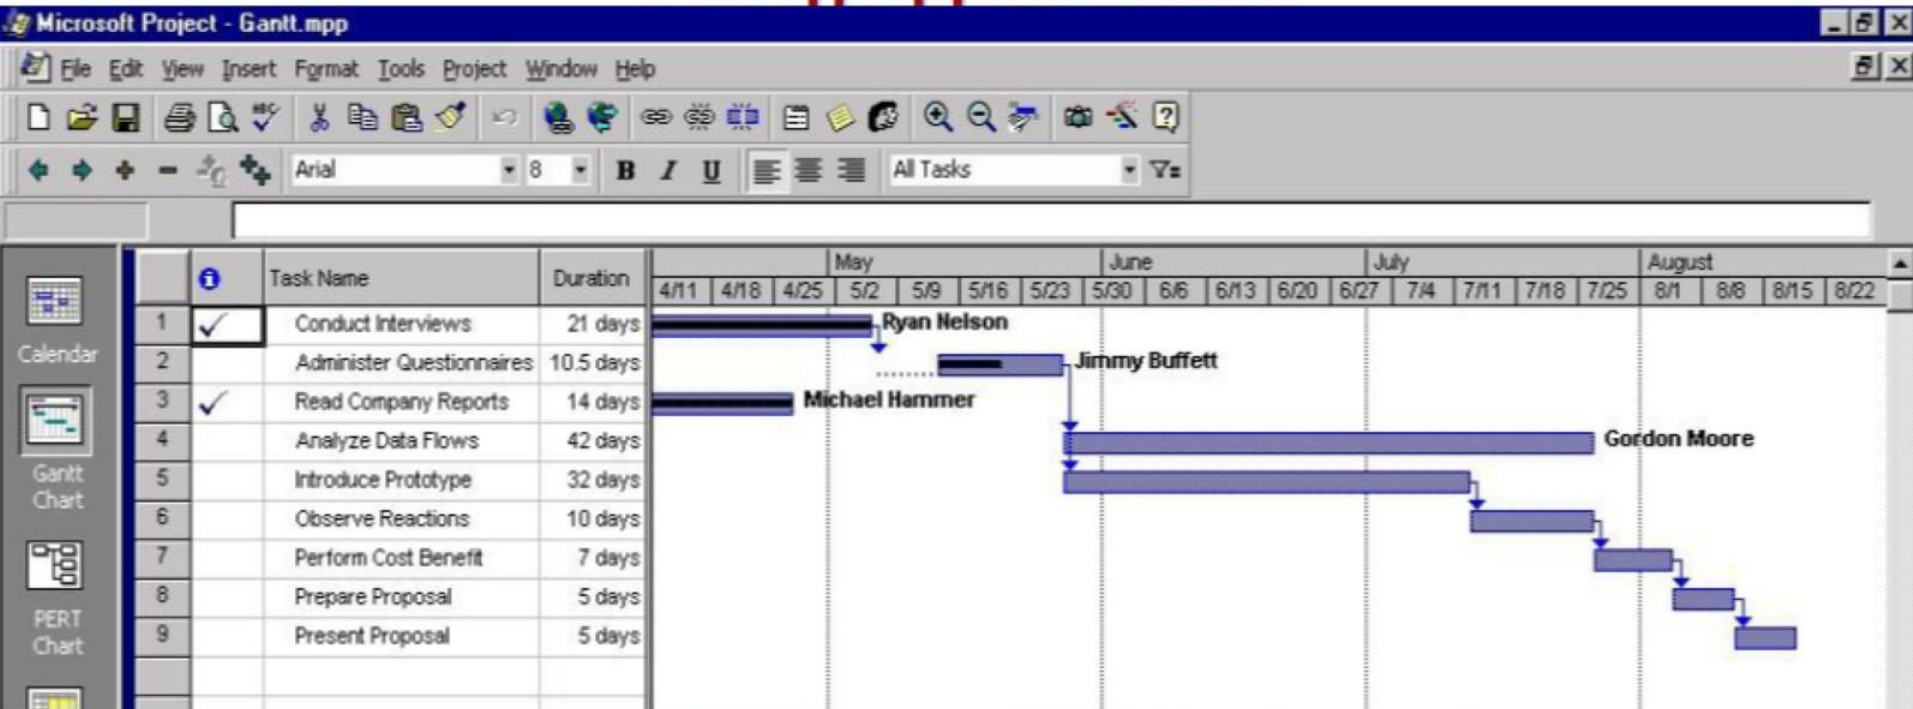 Microsoft Project - Gantt.mpp
File Edit View Insert Format Tools Project Window Help
ABC
Arial 8 B I U All Tasks
Task Name Duration May June July August
4/11 4/18 4/25 5/2 5/9 5/16 5/23 5/30 6/6 6/13 6/20 6/27 7/4 7/11 7/18 7/25 8/1 8/8 8/15 8/22
1 Conduct Interviews 21 days Ryan Nelson
Calendar
2 Administer Questionnaires 10.5 days Jimmy Buffett
3 Read Company Reports 14 days Michael Hammer
4 Analyze Data Flows 42 days Gordon Moore
Gantt
Chart
5 Introduce Prototype 32 days
6 Observe Reactions 10 days
7 Perform Cost Benefit 7 days
8 Prepare Proposal 5 days
PERT
Chart
9 Present Proposal 5 days